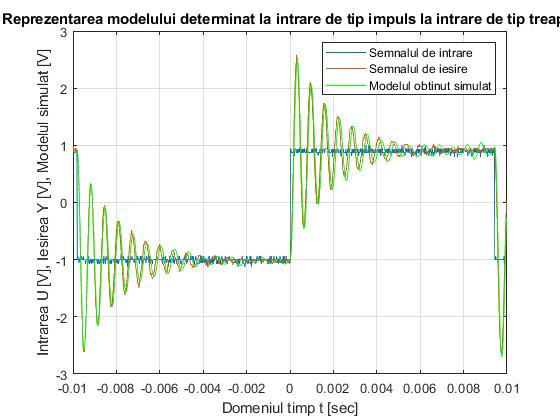 Reprezentarea modelului determinat la intrare de tip impuls la intrare de tip treap
Semnalul de intrare
Semnalul de iesire
Modelul obtinut simulat
Intrarea U [V], Iesirea Y [V], Modelul simulat [V]
3
2
1
0
-1
-2
-3
-0.01 -0.008 -0.006 -0.004 -0.002 0 0.002 0.004 0.006 0.008 0.01
Domeniul timp t [sec]